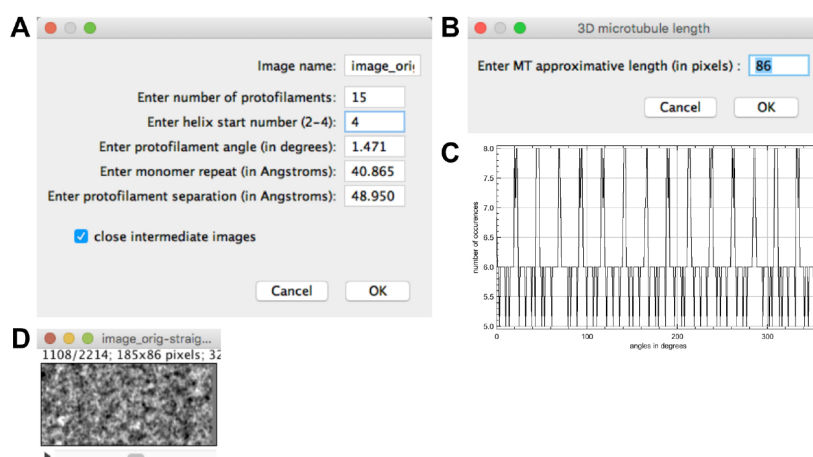 A
Image name: image_ori
Enter number of protofilaments: 15
Enter helix start number (2-4): 4
Enter protofilament angle (in degrees): 1.471
Enter monomer repeat (in Angstroms): 40.865
Enter protofilament separation (in Angstroms): 48.950
close intermediate images
Cancel OK
B
3D microtubule length
Enter MT approximative length (in pixels) : 86
Cancel OK
C
8.0
7.5
7.0
6.5
6.0
5.5
5.0
number of occurences
0 100 200 300
angles in degrees
D
image_orig-straig...
1108/2214; 185x86 pixels; 32